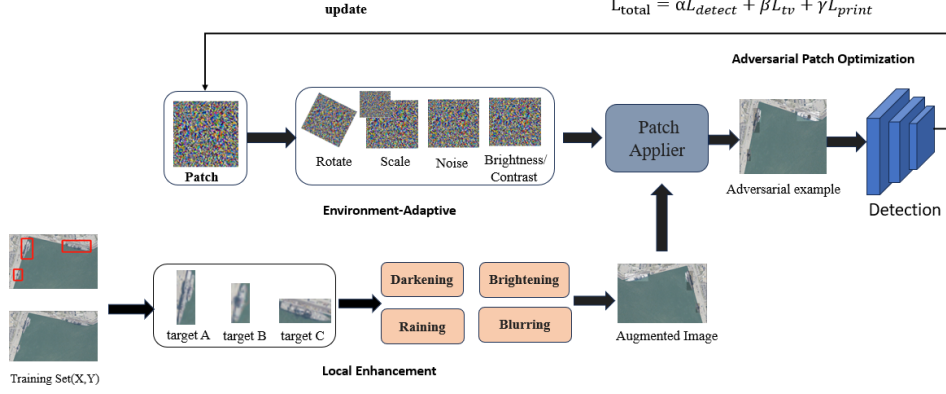 update
L_total = αL_detect + βL_tv + γL_print
Adversarial Patch Optimization
Patch
Rotate
Scale
Noise
Brightness/
Contrast
Environment-Adaptive
Patch
Applier
Adversarial example
Detection
target A
target B
target C
Darkening
Brightening
Raining
Blurring
Augmented Image
Training Set(X,Y)
Local Enhancement